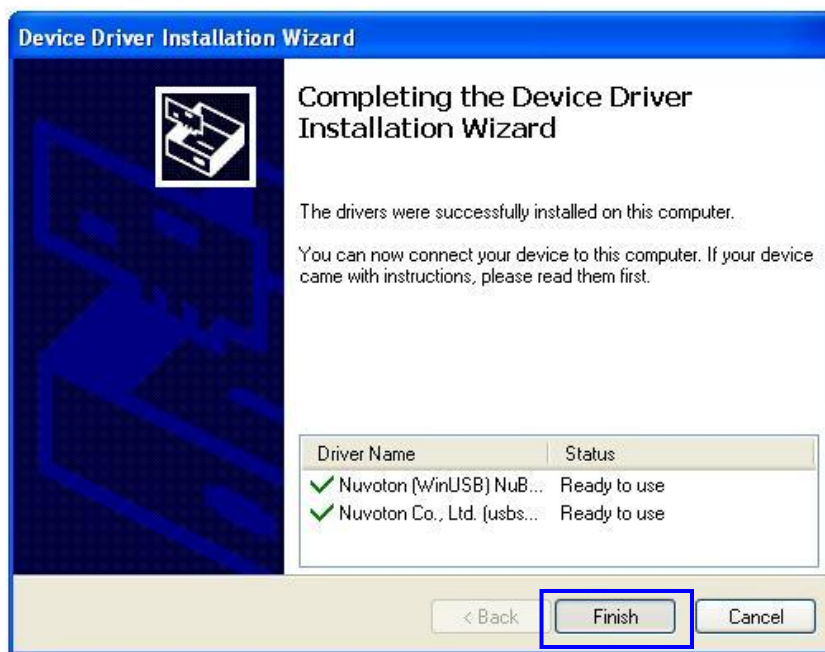 Device Driver Installation Wizard
Completing the Device Driver
Installation Wizard
The drivers were successfully installed on this computer.
You can now connect your device to this computer. If your device
came with instructions, please read them first.
Driver Name Status
Nuvoton (WinUSB) NuB... Ready to use
Nuvoton Co., Ltd. (usbs... Ready to use
< Back Finish Cancel